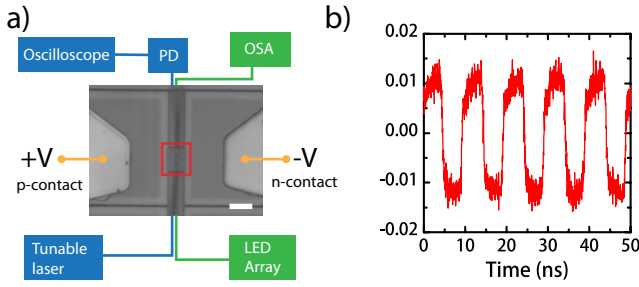 a)
Oscilloscope
PD
OSA
+V
p-contact
-V
n-contact
Tunable
laser
LED
Array
b)
0.02
0.01
0.00
-0.01
-0.02
0 10 20 30 40 50
Time (ns)